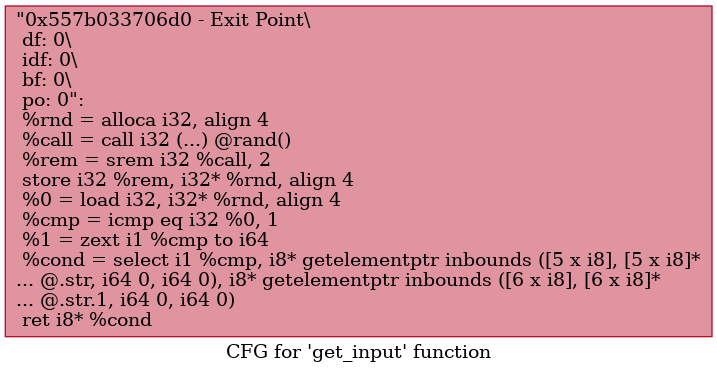 "0x557b033706d0 - Exit Point\
df: 0\
idf: 0\
bf: 0\
po: 0":
%rnd = alloca i32, align 4
%call = call i32 (...) @rand()
%rem = srem i32 %call, 2
store i32 %rem, i32* %rnd, align 4
%0 = load i32, i32* %rnd, align 4
%cmp = icmp eq i32 %0, 1
%1 = zext i1 %cmp to i64
%cond = select i1 %cmp, i8* getelementptr inbounds ([5 x i8], [5 x i8]*
... @.str, i64 0, i64 0), i8* getelementptr inbounds ([6 x i8], [6 x i8]*
... @.str.1, i64 0, i64 0)
ret i8* %cond
CFG for 'get_input' function